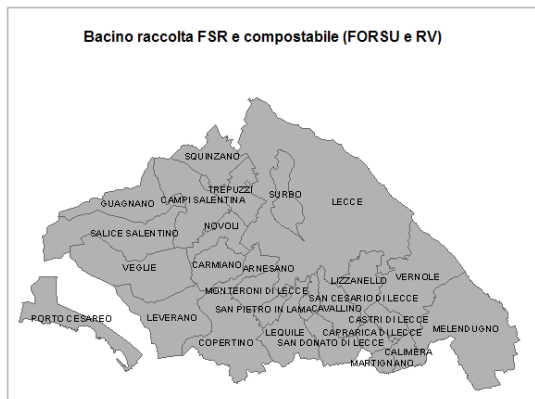 Bacino raccolta FSR e compostabile (FORSU e RV)
SQUINZANO
TREPUZZI
SURBO
LECCE
GUAGNANO
CAMPI SALENTINA
SALICE SALENTINO
NOVOLI
VEGLIE
CARMIANO
ARNESANO
LIZZANELLO
VERNOLE
MONTERONI DI LECCE
SAN CESARIO DI LECCE
PORTO CESAREO
LEVERANO
SAN PIETRO IN LAMA
CAVALLINO
CASTRI DI LECCE
MELENDUGNO
LEQUILE
CAPRARICA DI LECCE
COPERTINO
SAN DONATO DI LECCE
CALIMERA
MARTIGNANO